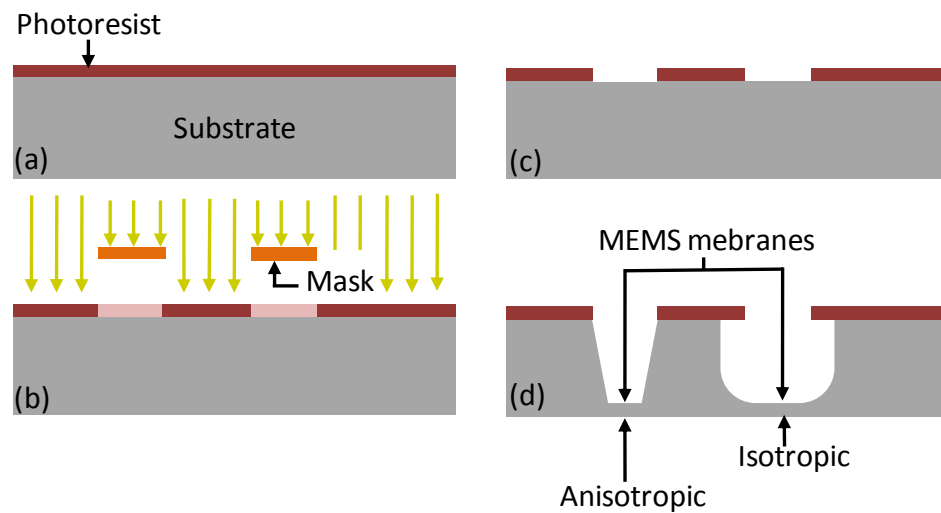 Photoresist
Substrate
(a)
Mask
(b)
(c)
MEMS mebranes
(d)
Isotropic
Anisotropic